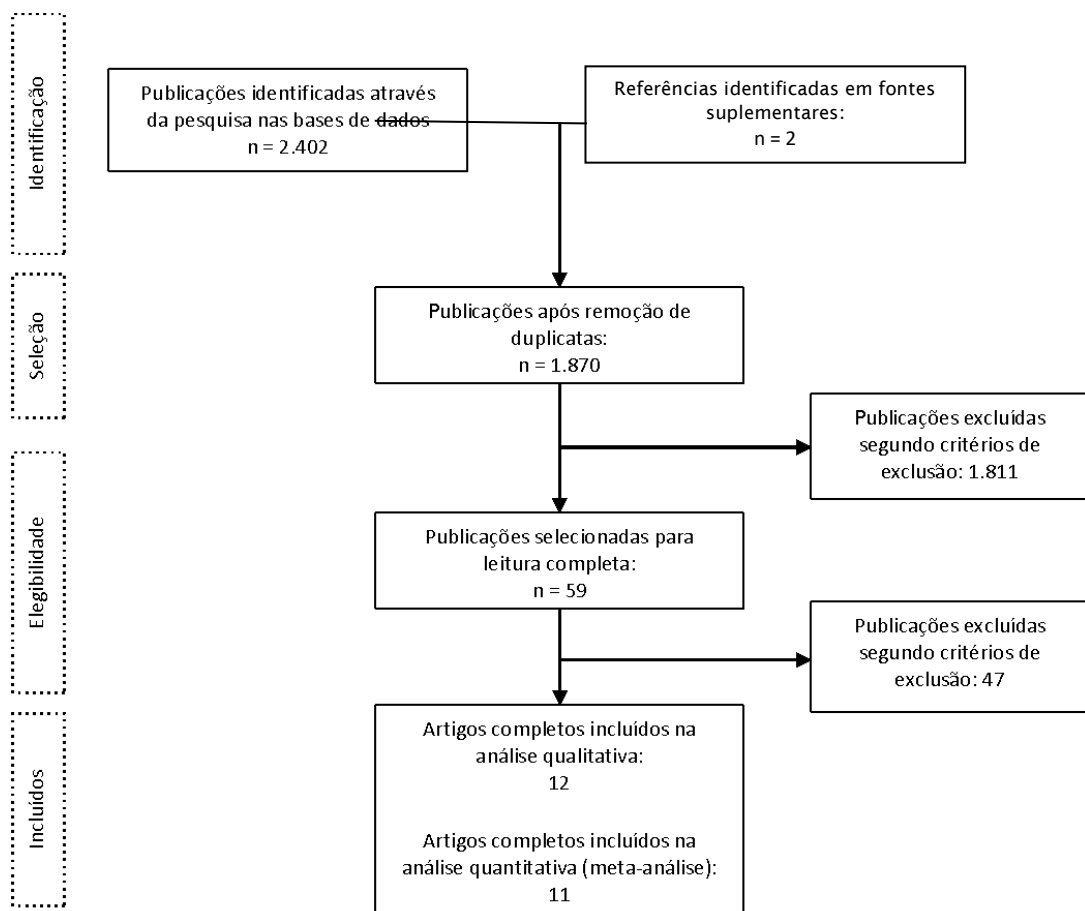 Identificação
Publicações identificadas através
da pesquisa nas bases de dados
n = 2.402
Referências identificadas em fontes
suplementares:
n = 2
Seleção
Publicações após remoção de
duplicatas:
n = 1.870
Publicações excluídas
segundo critérios de
exclusão: 1.811
Elegibilidade
Publicações selecionadas para
leitura completa:
n = 59
Publicações excluídas
segundo critérios de
exclusão: 47
Incluídos
Artigos completos incluídos na
análise qualitativa:
12
Artigos completos incluídos na
análise quantitativa (meta-análise):
11